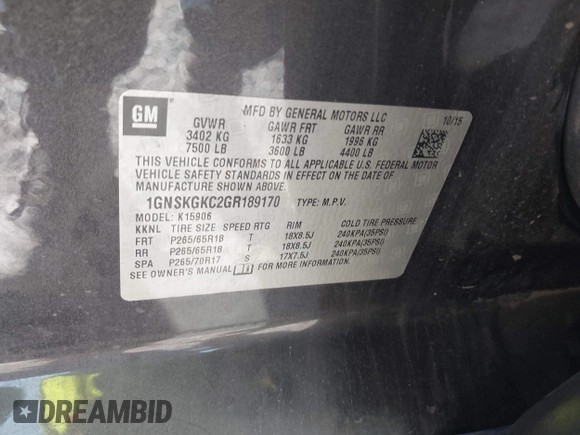 GM
MFD BY GENERAL MOTORS LLC
10/15
GVWR GAWR FRT GAWR RR
3402 KG 1633 KG 1996 KG
7500 LB 3600 LB 4400 LB
THIS VEHICLE CONFORMS TO ALL APPLICABLE U.S. FEDERAL MOTOR
VEHICLE SAFETY STANDARDS IN EFFECT ON THE DATE OF
MANUFACTURE SHOWN ABOVE.
1GNSKGKC2GR189170 TYPE: M.P.V.
MODEL: K15906
KKNL TIRE SIZE SPEED RTG RIM COLD TIRE PRESSURE
FRT P265/65R18 T 18X8.5J 240KPA(35PSI)
RR P265/65R18 T 18X8.5J 240KPA(35PSI)
SPA P265/70R17 S 17X7.5J 240KPA(35PSI)
SEE OWNER'S MANUAL FOR MORE INFORMATION.
DREAMBID